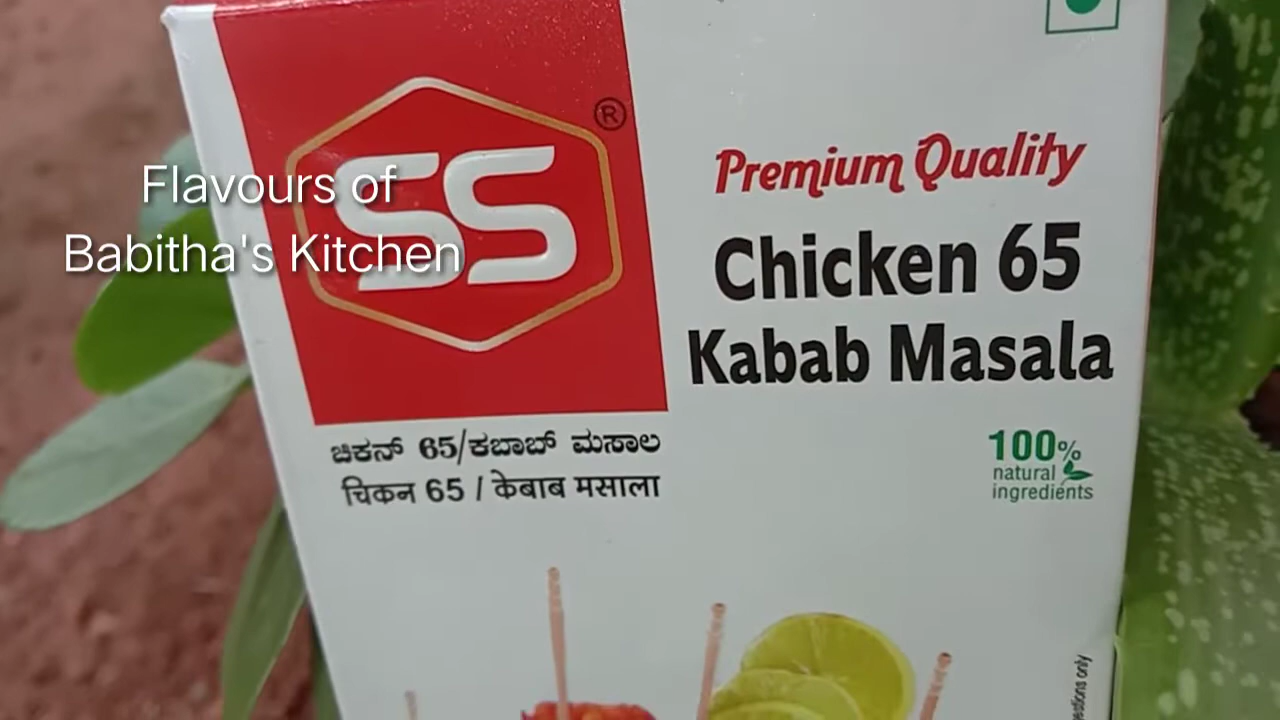 Flavours of
Babitha's Kitchen
SS®
Premium Quality
Chicken 65
Kabab Masala
ಚಿಕನ್ 65/ಕಬಾಬ್ ಮಸಾಲ
चिकन 65 / केबाब मसाला
100%
natural
ingredients
only